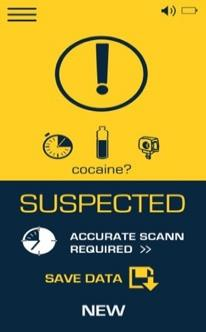 cocaine?
SUSPECTED
ACCURATE SCANN
REQUIRED >>
SAVE DATA
NEW